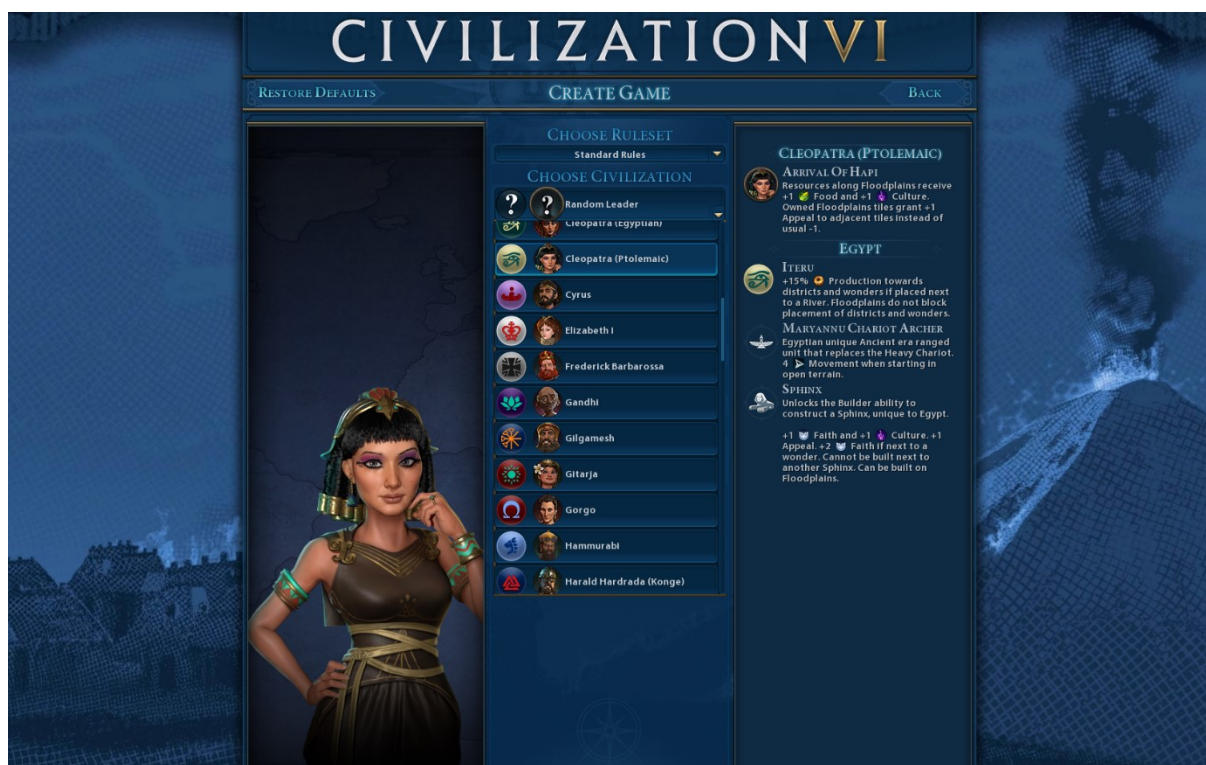 CIVILIZATION VI
RESTORE DEFAULTS
CREATE GAME
BACK
CHOOSE RULESET
Standard Rules
CHOOSE CIVILIZATION
? ? Random Leader
Cleopatra (Egyptian)
Cleopatra (Ptolemaic)
Cyrus
Elizabeth I
Frederick Barbarossa
Gandhi
Gilgamesh
Gitarja
Gorgo
Hammurabi
Harald Hardrada (Konge)
CLEOPATRA (PTOLEMAIC)
ARRIVAL OF HAPI
Resources along Floodplains receive
+1 Food and +1 Culture.
Owned Floodplains tiles grant +1
Appeal to adjacent tiles instead of
usual -1.
EGYPT
ITERU
+15% Production towards
districts and wonders if placed next
to a River. Floodplains do not block
placement of districts and wonders.
MARYANNU CHARIOT ARCHER
Egyptian unique Ancient era ranged
unit that replaces the Heavy Chariot.
4 Movement when starting in
open terrain.
SPHINX
Unlocks the Builder ability to
construct a Sphinx, unique to Egypt.
+1 Faith and +1 Culture. +1
Appeal. +2 Faith if next to a
wonder. Cannot be built next to
another Sphinx. Can be built on
Floodplains.